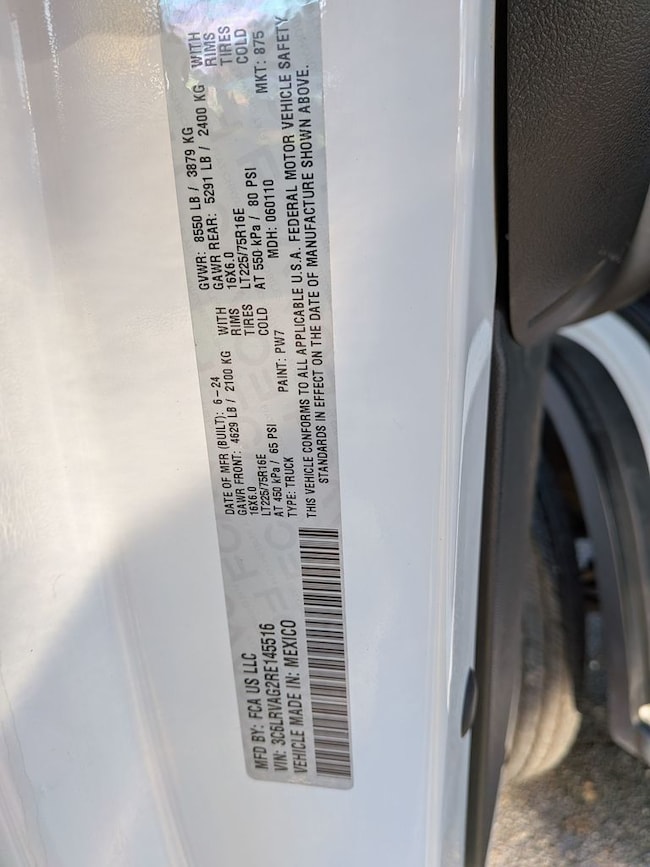 MFD BY: FCA US LLC
VIN: 3C6LRVAG2RE145516
VEHICLE MADE IN: MEXICO
DATE OF MFR (BUILT): 6-24
GVWR: 8550 LB / 3879 KG
GAWR FRONT: 4629 LB / 2100 KG WITH
GAWR REAR: 5291 LB / 2400 KG WITH
16X6.0 RIMS
16X6.0 RIMS
LT225/75R16E TIRES
LT225/75R16E TIRES
AT 450 kPa / 65 PSI COLD
AT 550 kPa / 80 PSI COLD
TYPE: TRUCK PAINT: PW7 MDH: 060110 MKT: 875
THIS VEHICLE CONFORMS TO ALL APPLICABLE U.S.A. FEDERAL MOTOR VEHICLE SAFETY
STANDARDS IN EFFECT ON THE DATE OF MANUFACTURE SHOWN ABOVE.